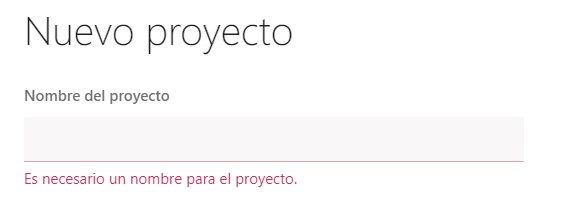 Nuevo proyecto
Nombre del proyecto
Es necesario un nombre para el proyecto.